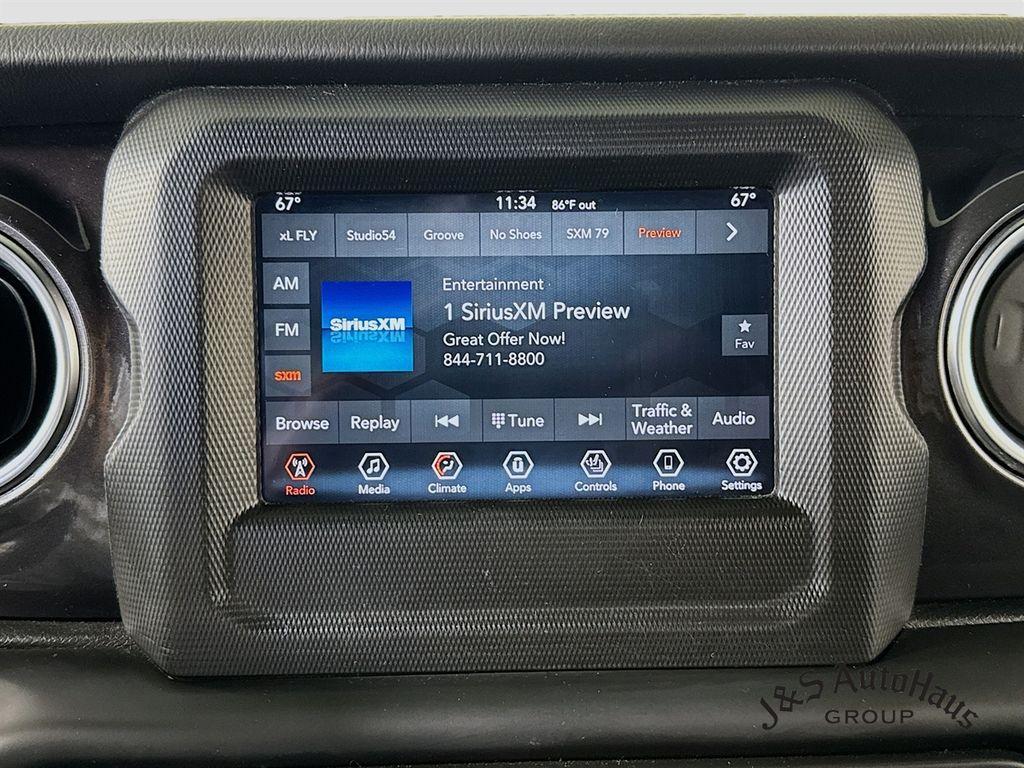 67° 11:34 86°F out 67°
xL FLY Studio54 Groove No Shoes SXM 79 Preview
AM
FM
sxm
SiriusXM
Entertainment
1 SiriusXM Preview
Great Offer Now!
844-711-8800
Fav
Browse Replay Tune Traffic & Weather Audio
Radio Media Climate Apps Controls Phone Settings
J&S AutoHaus
GROUP